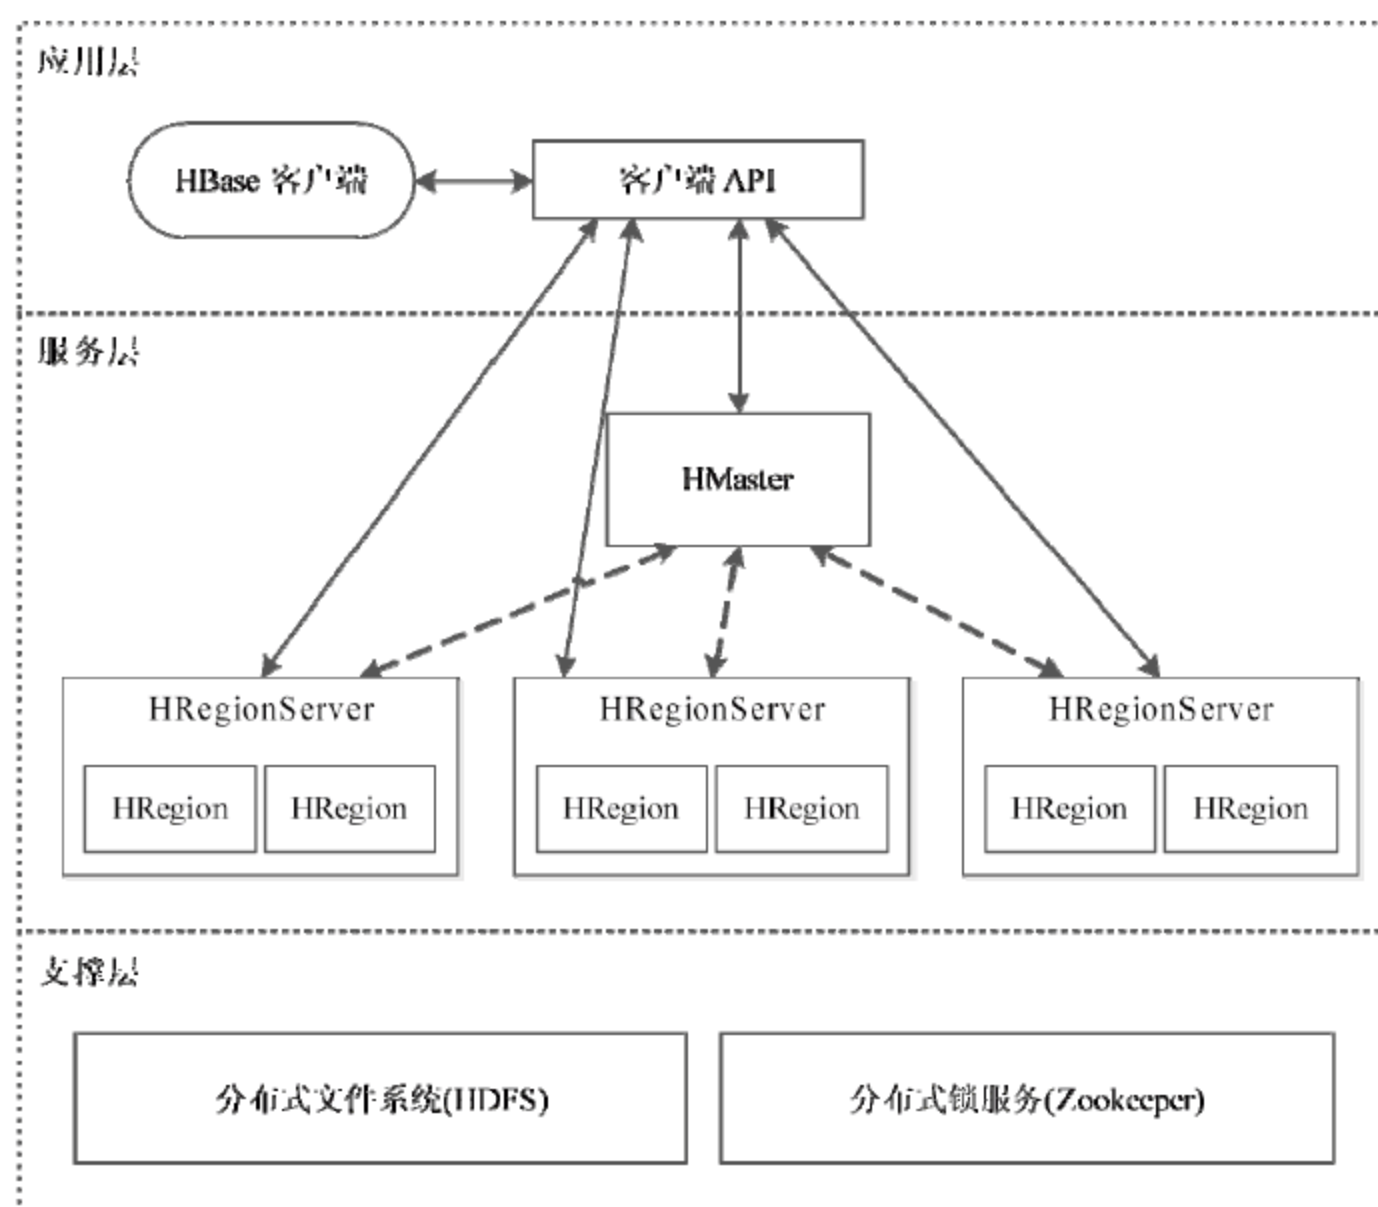 应用层
HBase 客户端
客户端 API
服务层
HMaster
HRegionServer
HRegionServer
HRegionServer
HRegion
HRegion
HRegion
HRegion
HRegion
HRegion
支撑层
分布式文件系统(HDFS)
分布式锁服务(Zookeeper)